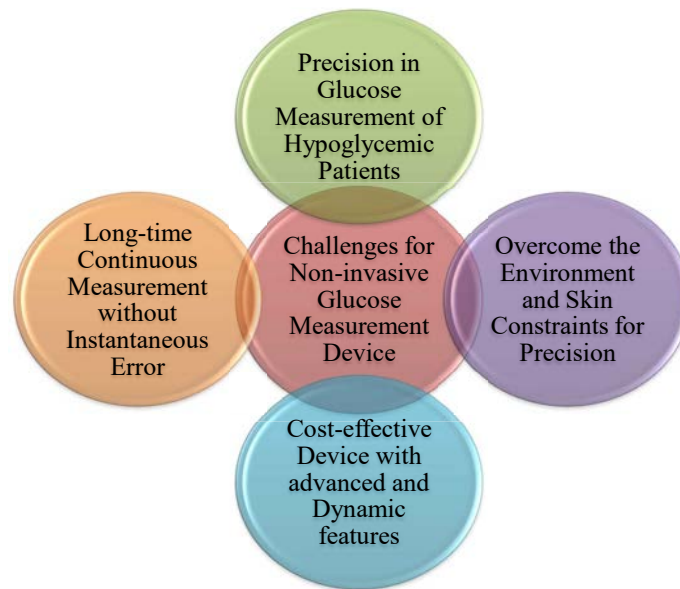 Precision in
Glucose
Measurement of
Hypoglycemic
Patients
Long-time
Continuous
Measurement
without
Instantaneous
Error
Challenges for
Non-invasive
Glucose
Measurement
Device
Overcome the
Environment
and Skin
Constraints for
Precision
Cost-effective
Device with
advanced and
Dynamic
features